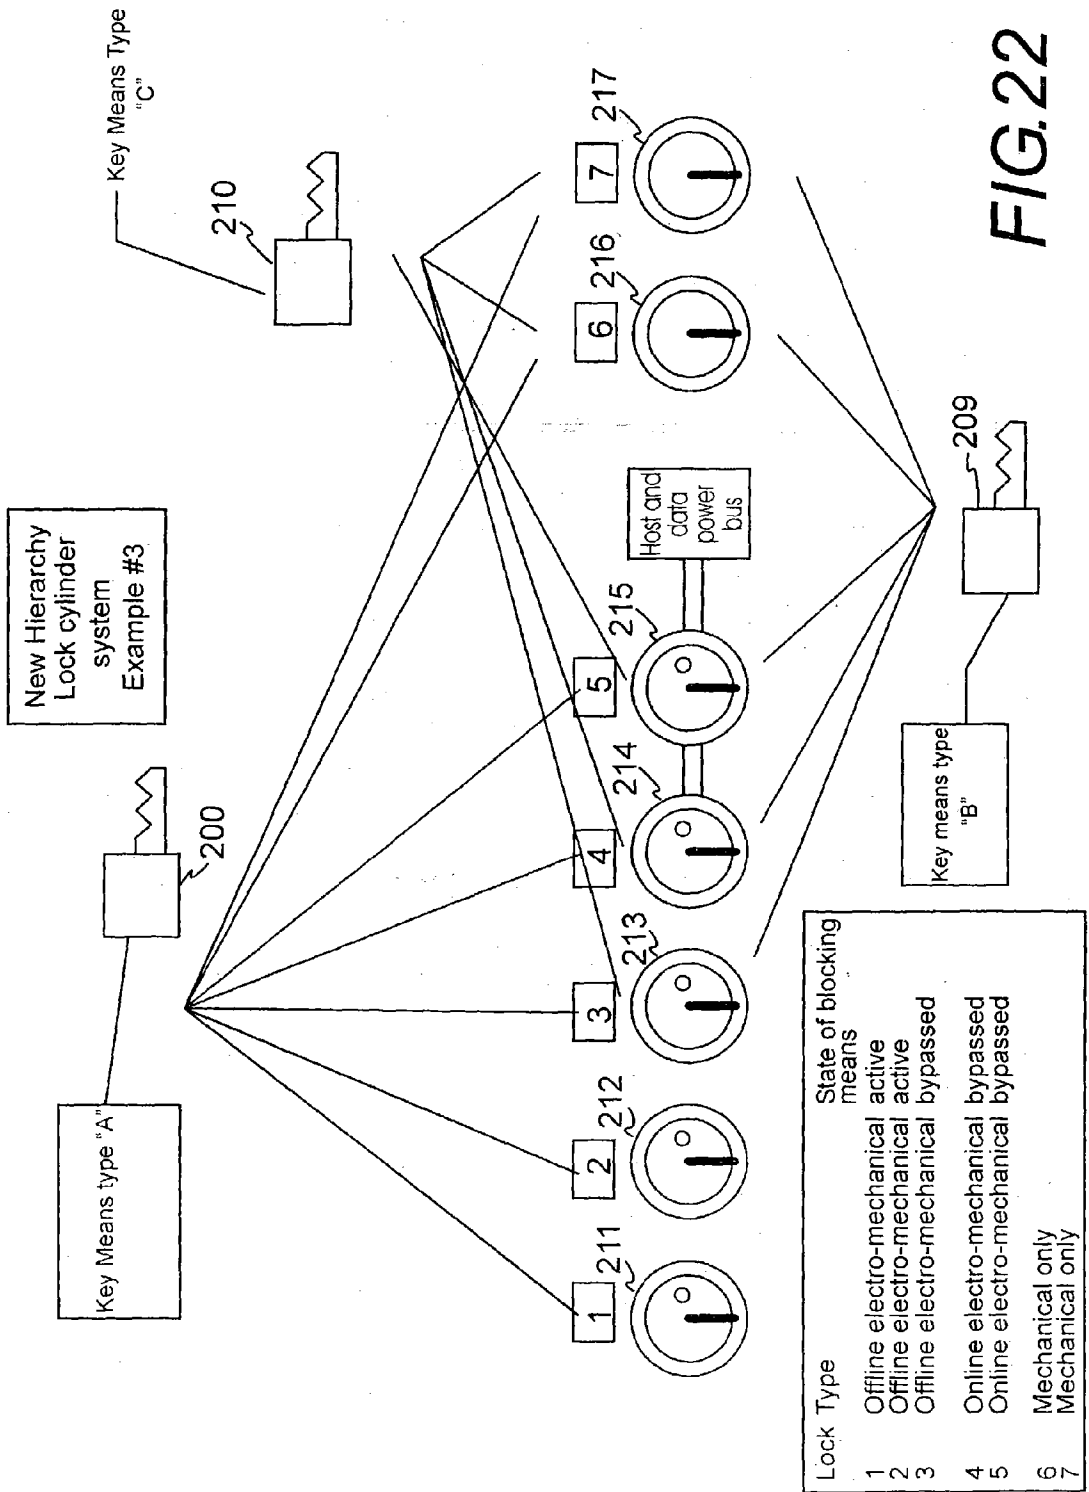 New Hierarchy
Lock cylinder
system
Example #3
Key Means type "A"
200
Key Means Type
"C"
210
1
2
3
4
5
6
7
211
212
213
214
215
216
217
Host and
data
power
bus
Key means type
"B"
209
Lock Type State of blocking
means
1 Offline electro-mechanical active
2 Offline electro-mechanical active
3 Offline electro-mechanical bypassed
4 Online electro-mechanical bypassed
5 Online electro-mechanical bypassed
6 Mechanical only
7 Mechanical only
FIG.22